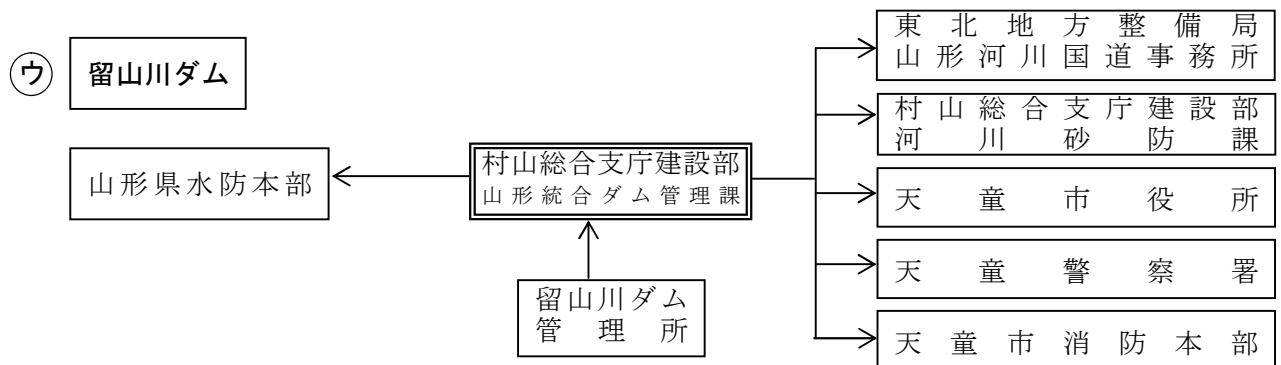 ウ 留山川ダム
東北地方整備局
山形河川国道事務所
村山総合支庁建設部
河川砂防課
山形県水防本部
村山総合支庁建設部
山形統合ダム管理課
天童市役所
天童警察署
留山川ダム
管理所
天童市消防本部